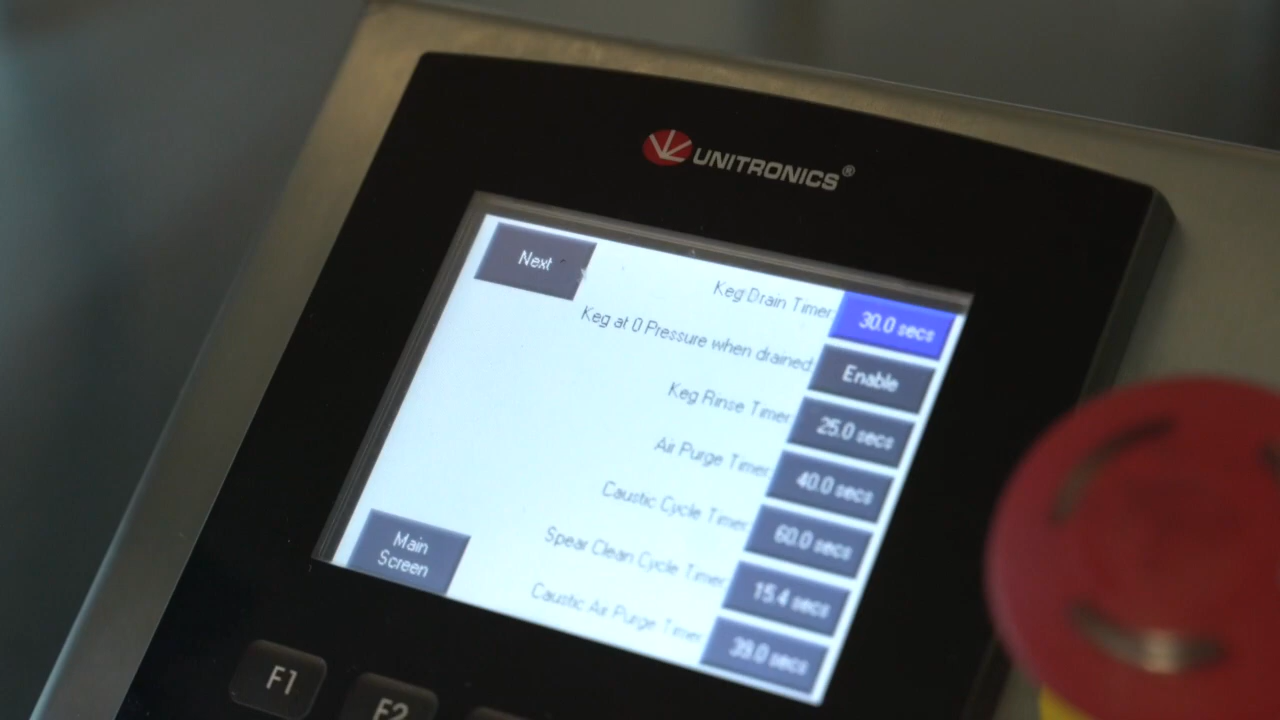 UNITRONICS®
Next
Keg Drain Timer 30.0 secs
Keg at 0 Pressure when drained Enable
Keg Rinse Timer 25.0 secs
Air Purge Timer 40.0 secs
Caustic Cycle Timer 60.0 secs
Spear Clean Cycle Timer 15.4 secs
Caustic Air Purge Timer 39.0 secs
Main
Screen
F1
F2